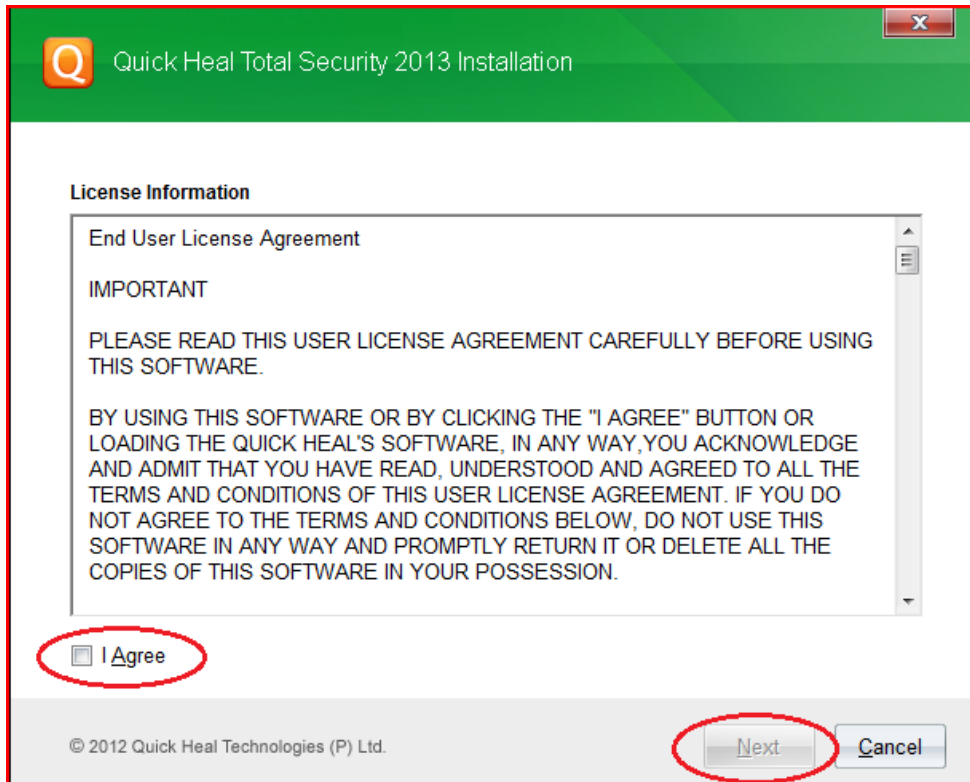 Q Quick Heal Total Security 2013 Installation
x
License Information
End User License Agreement
IMPORTANT
PLEASE READ THIS USER LICENSE AGREEMENT CAREFULLY BEFORE USING
THIS SOFTWARE.
BY USING THIS SOFTWARE OR BY CLICKING THE "I AGREE" BUTTON OR
LOADING THE QUICK HEAL'S SOFTWARE, IN ANY WAY,YOU ACKNOWLEDGE
AND ADMIT THAT YOU HAVE READ, UNDERSTOOD AND AGREED TO ALL THE
TERMS AND CONDITIONS OF THIS USER LICENSE AGREEMENT. IF YOU DO
NOT AGREE TO THE TERMS AND CONDITIONS BELOW, DO NOT USE THIS
SOFTWARE IN ANY WAY AND PROMPTLY RETURN IT OR DELETE ALL THE
COPIES OF THIS SOFTWARE IN YOUR POSSESSION.
I Agree
© 2012 Quick Heal Technologies (P) Ltd.
Next
Cancel